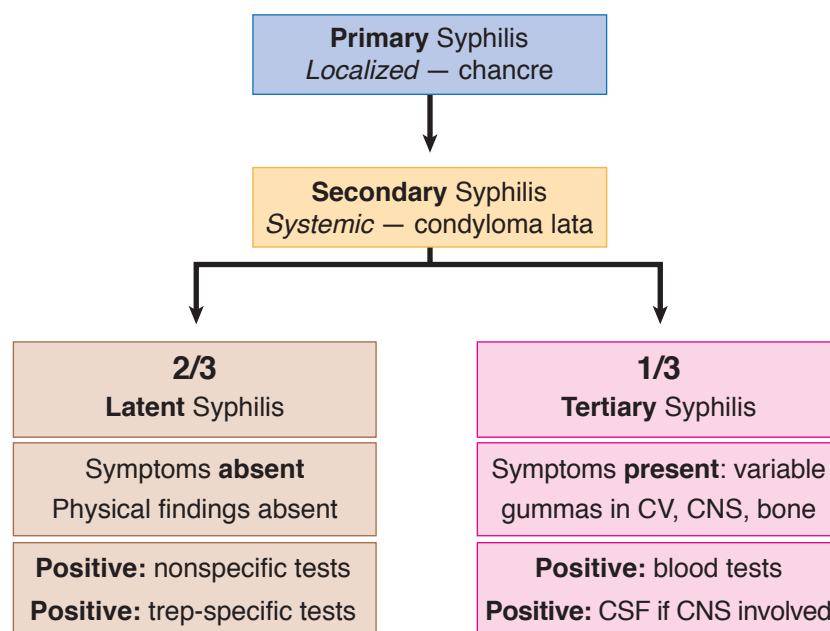 Primary Syphilis
Localized — chancre
Secondary Syphilis
Systemic — condyloma lata
2/3
Latent Syphilis
Symptoms absent
Physical findings absent
Positive: nonspecific tests
Positive: trep-specific tests
1/3
Tertiary Syphilis
Symptoms present: variable
gummas in CV, CNS, bone
Positive: blood tests
Positive: CSF if CNS involved